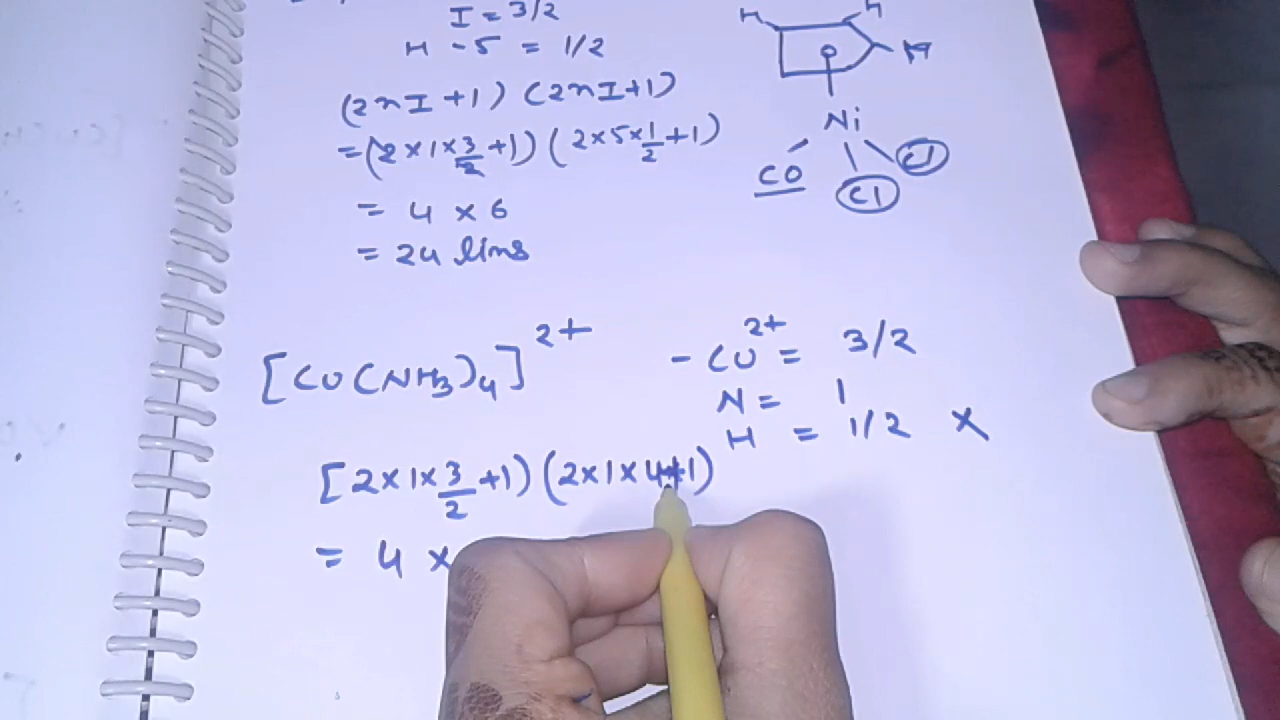 I = 3/2
H - 5 = 1/2
(2nI+1) (2nI+1)
=(2×1×3/2+1) (2×5×1/2+1)
= 4 × 6
= 24 lins
H H
H
Ni
CO Cl Cl
[CU(NH3)4]2+
- CU2+ = 3/2
N = 1
H = 1/2 ×
[2×1×3/2+1) (2×1×4+1)
= 4 ×